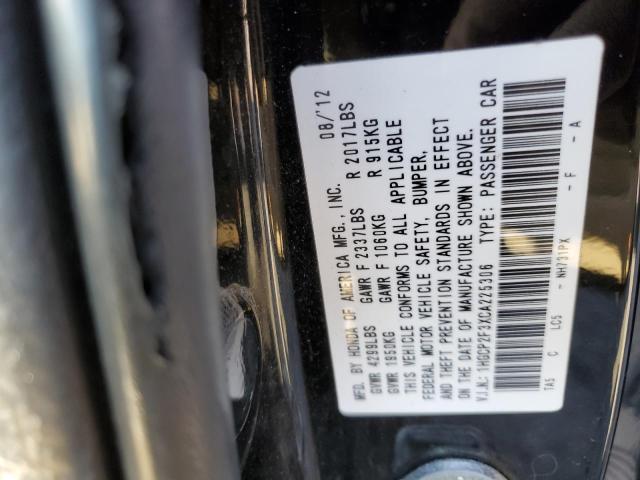 MFD. BY HONDA OF AMERICA MFG., INC. 08/'12
GVWR 4299LBS GAWR F 2337LBS R 2017LBS
GVWR 1950KG GAWR F 1060KG R 915KG
THIS VEHICLE CONFORMS TO ALL APPLICABLE
FEDERAL MOTOR VEHICLE SAFETY, BUMPER,
AND THEFT PREVENTION STANDARDS IN EFFECT
ON THE DATE OF MANUFACTURE SHOWN ABOVE.
V.I.N.: 1HGCP2F3XCA225306 TYPE: PASSENGER CAR
TA5 C LC5 - NH731PX - F - A